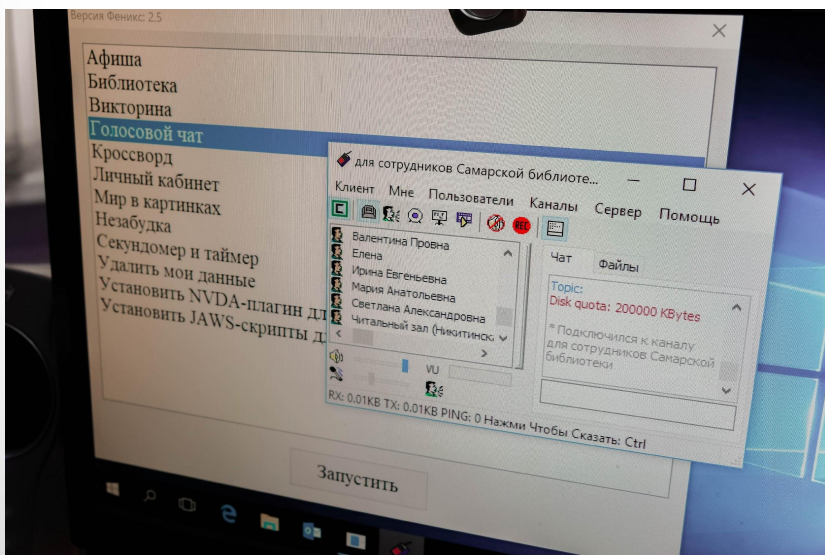 Версия Феникс: 2.5
Афиша
Библиотека
Викторина
Голосовой чат
Кроссворд
Личный кабинет
Мир в картинках
Незабудка
Секундомер и таймер
Удалить мои данные
Установить NVDA-плагин дл
Установить JAWS-скрипты д
Запустить
для сотрудников Самарской библиоте...
Клиент Мне Пользователи Каналы Сервер Помощь
REC
Валентина Провна
Елена
Ирина Евгеньевна
Мария Анатольевна
Светлана Александровна
Читальный зал (Никитинск
VU
Чат Файлы
Topic:
Disk quota: 200000 KBytes
* Подключился к каналу
для сотрудников Самарской
библиотеки
RX: 0.01KB TX: 0.01KB PING: 0 Нажми Чтобы Сказать: Ctrl